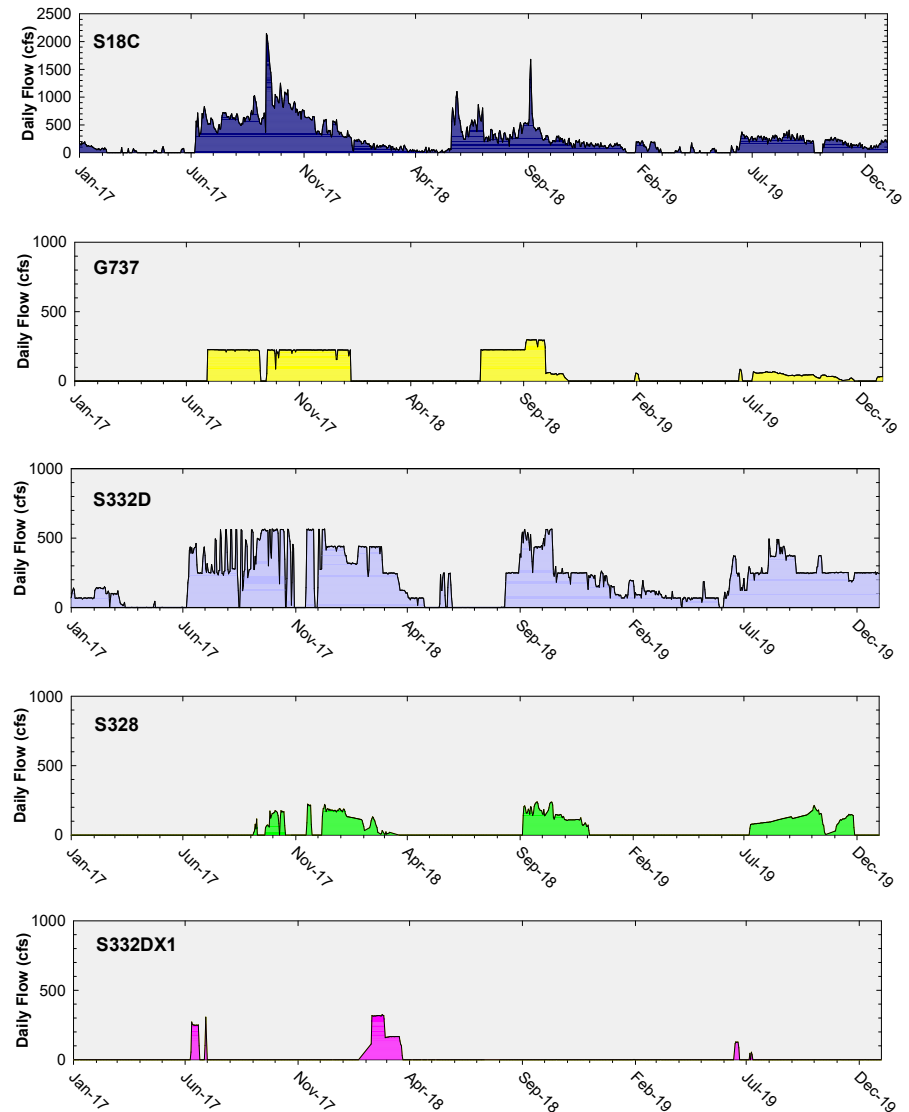 2500
2000
1500
1000
500
0
Daily Flow (cfs)
S18C
Jan-17
Jun-17
Nov-17
Apr-18
Sep-18
Feb-19
Jul-19
Dec-19
1000
500
0
Daily Flow (cfs)
G737
Jan-17
Jun-17
Nov-17
Apr-18
Sep-18
Feb-19
Jul-19
Dec-19
1000
500
0
Daily Flow (cfs)
S332D
Jan-17
Jun-17
Nov-17
Apr-18
Sep-18
Feb-19
Jul-19
Dec-19
1000
500
0
Daily Flow (cfs)
S328
Jan-17
Jun-17
Nov-17
Apr-18
Sep-18
Feb-19
Jul-19
Dec-19
1000
500
0
Daily Flow (cfs)
S332DX1
Jan-17
Jun-17
Nov-17
Apr-18
Sep-18
Feb-19
Jul-19
Dec-19